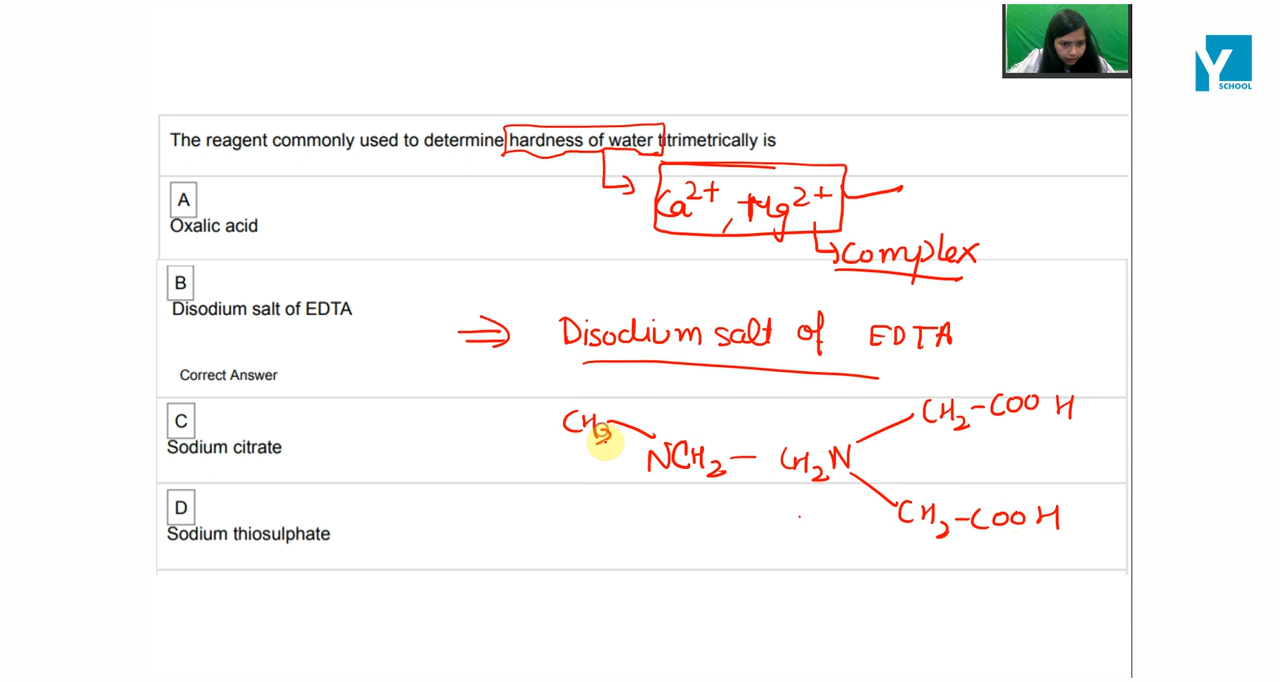 Y
SCHOOL
The reagent commonly used to determine hardness of water titrimetrically is
A
Oxalic acid
Ca2+, Mg2+
complex
B
Disodium salt of EDTA
⇒ Disodium salt of EDTA
Correct Answer
C
Sodium citrate
CH3
CH2-COOH
NCH2 — CH2N
CH2-COOH
D
Sodium thiosulphate